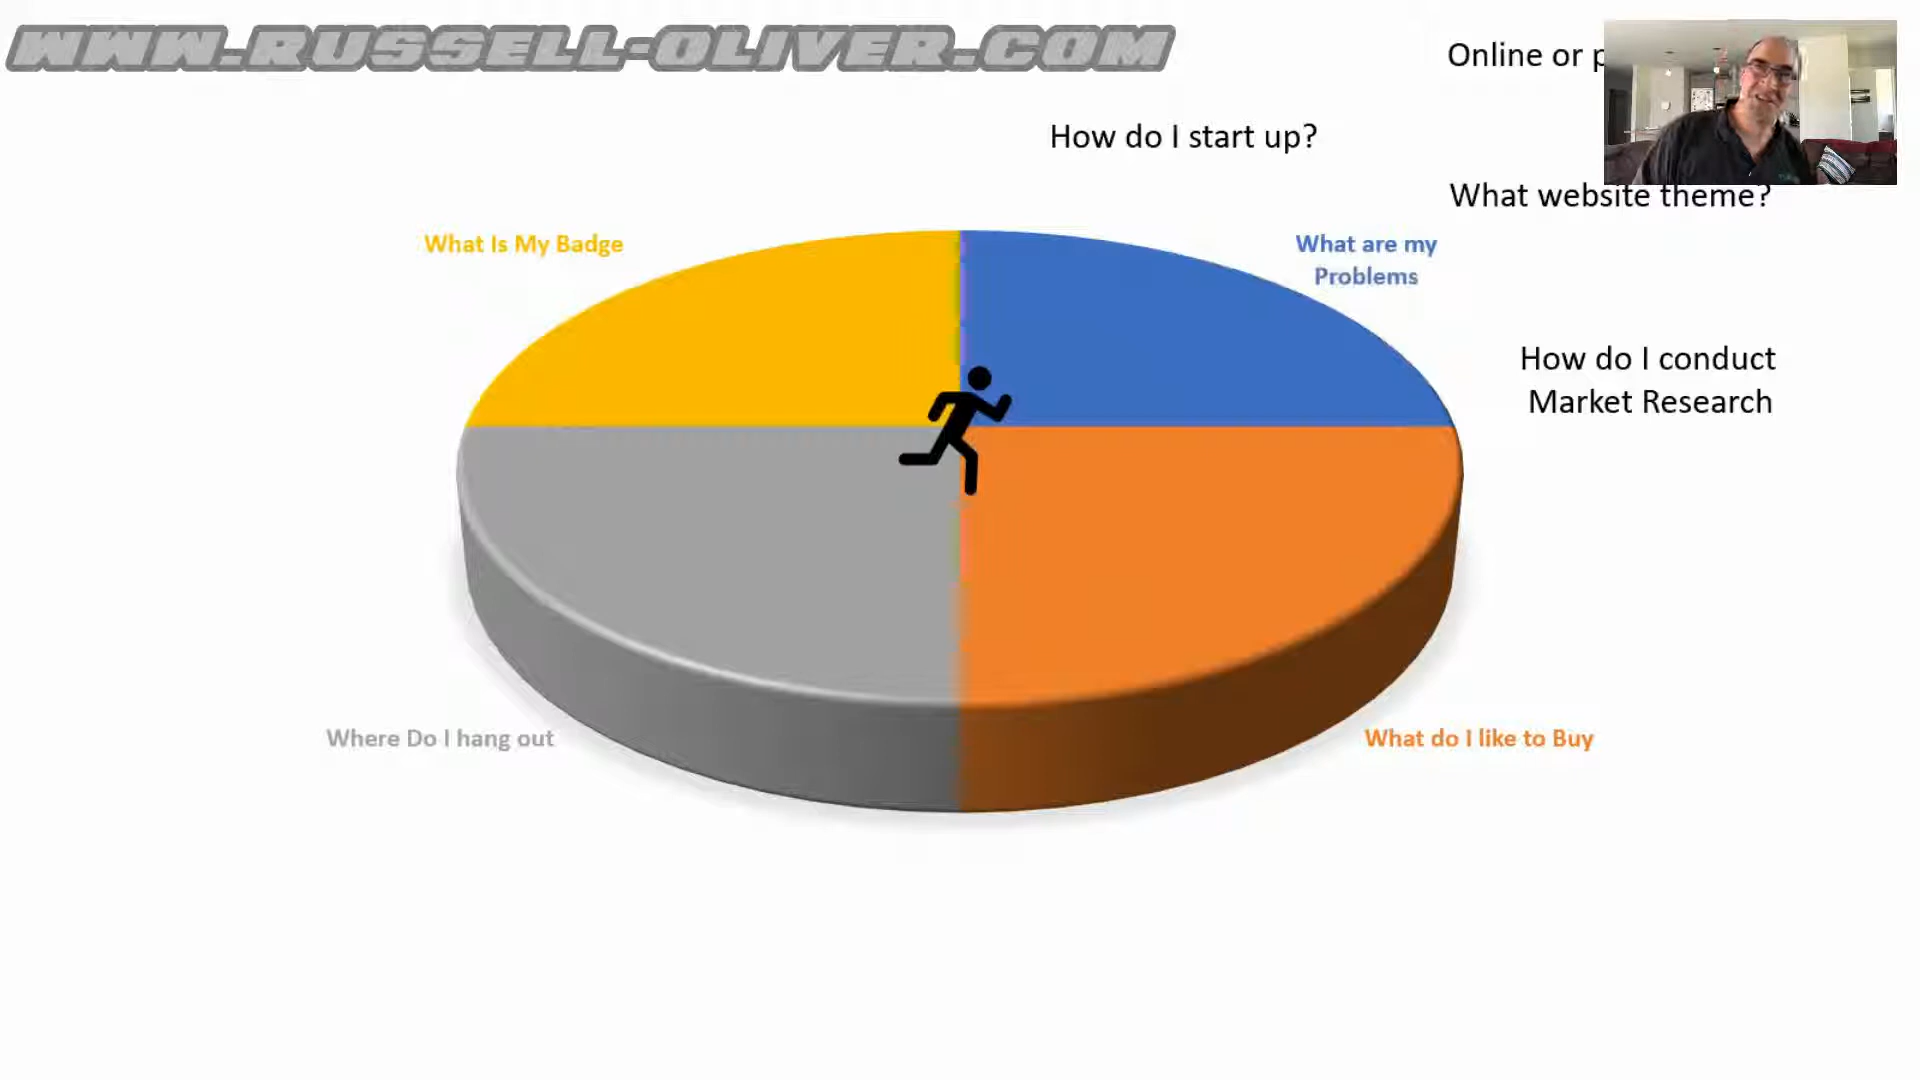 WWW.RUSSELL-OLIVER.COM
Online or
How do I start up?
What website theme?
What Is My Badge
What are my
Problems
How do I conduct
Market Research
Where Do I hang out
What do I like to Buy